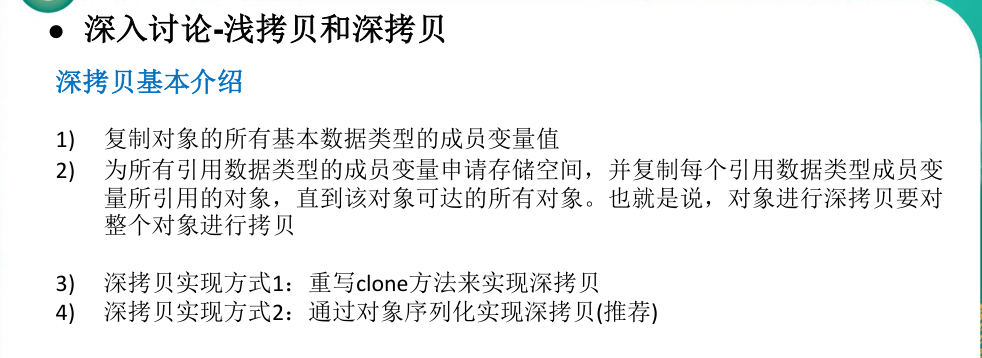 ● 深入讨论-浅拷贝和深拷贝
深拷贝基本介绍
1) 复制对象的所有基本数据类型的成员变量值
2) 为所有引用数据类型的成员变量申请存储空间，并复制每个引用数据类型成员变
量所引用的对象，直到该对象可达的所有对象。也就是说，对象进行深拷贝要对
整个对象进行拷贝
3) 深拷贝实现方式1：重写clone方法来实现深拷贝
4) 深拷贝实现方式2：通过对象序列化实现深拷贝(推荐)